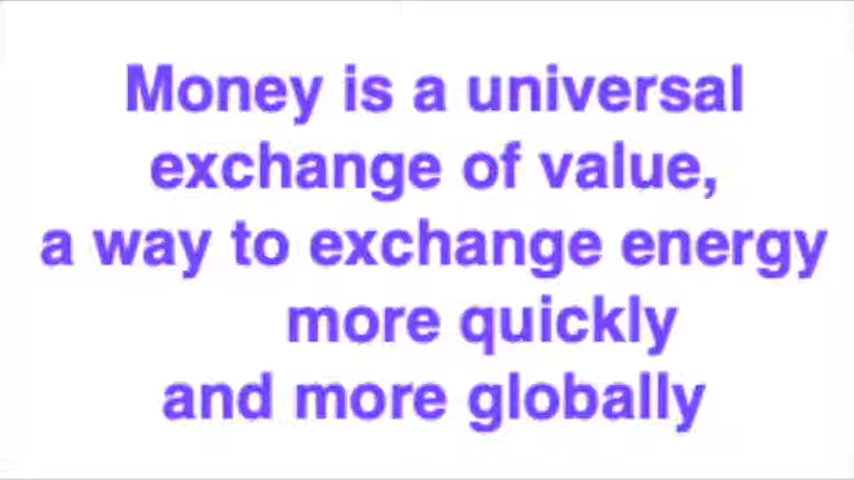 Money is a universal
exchange of value,
a way to exchange energy
more quickly
and more globally